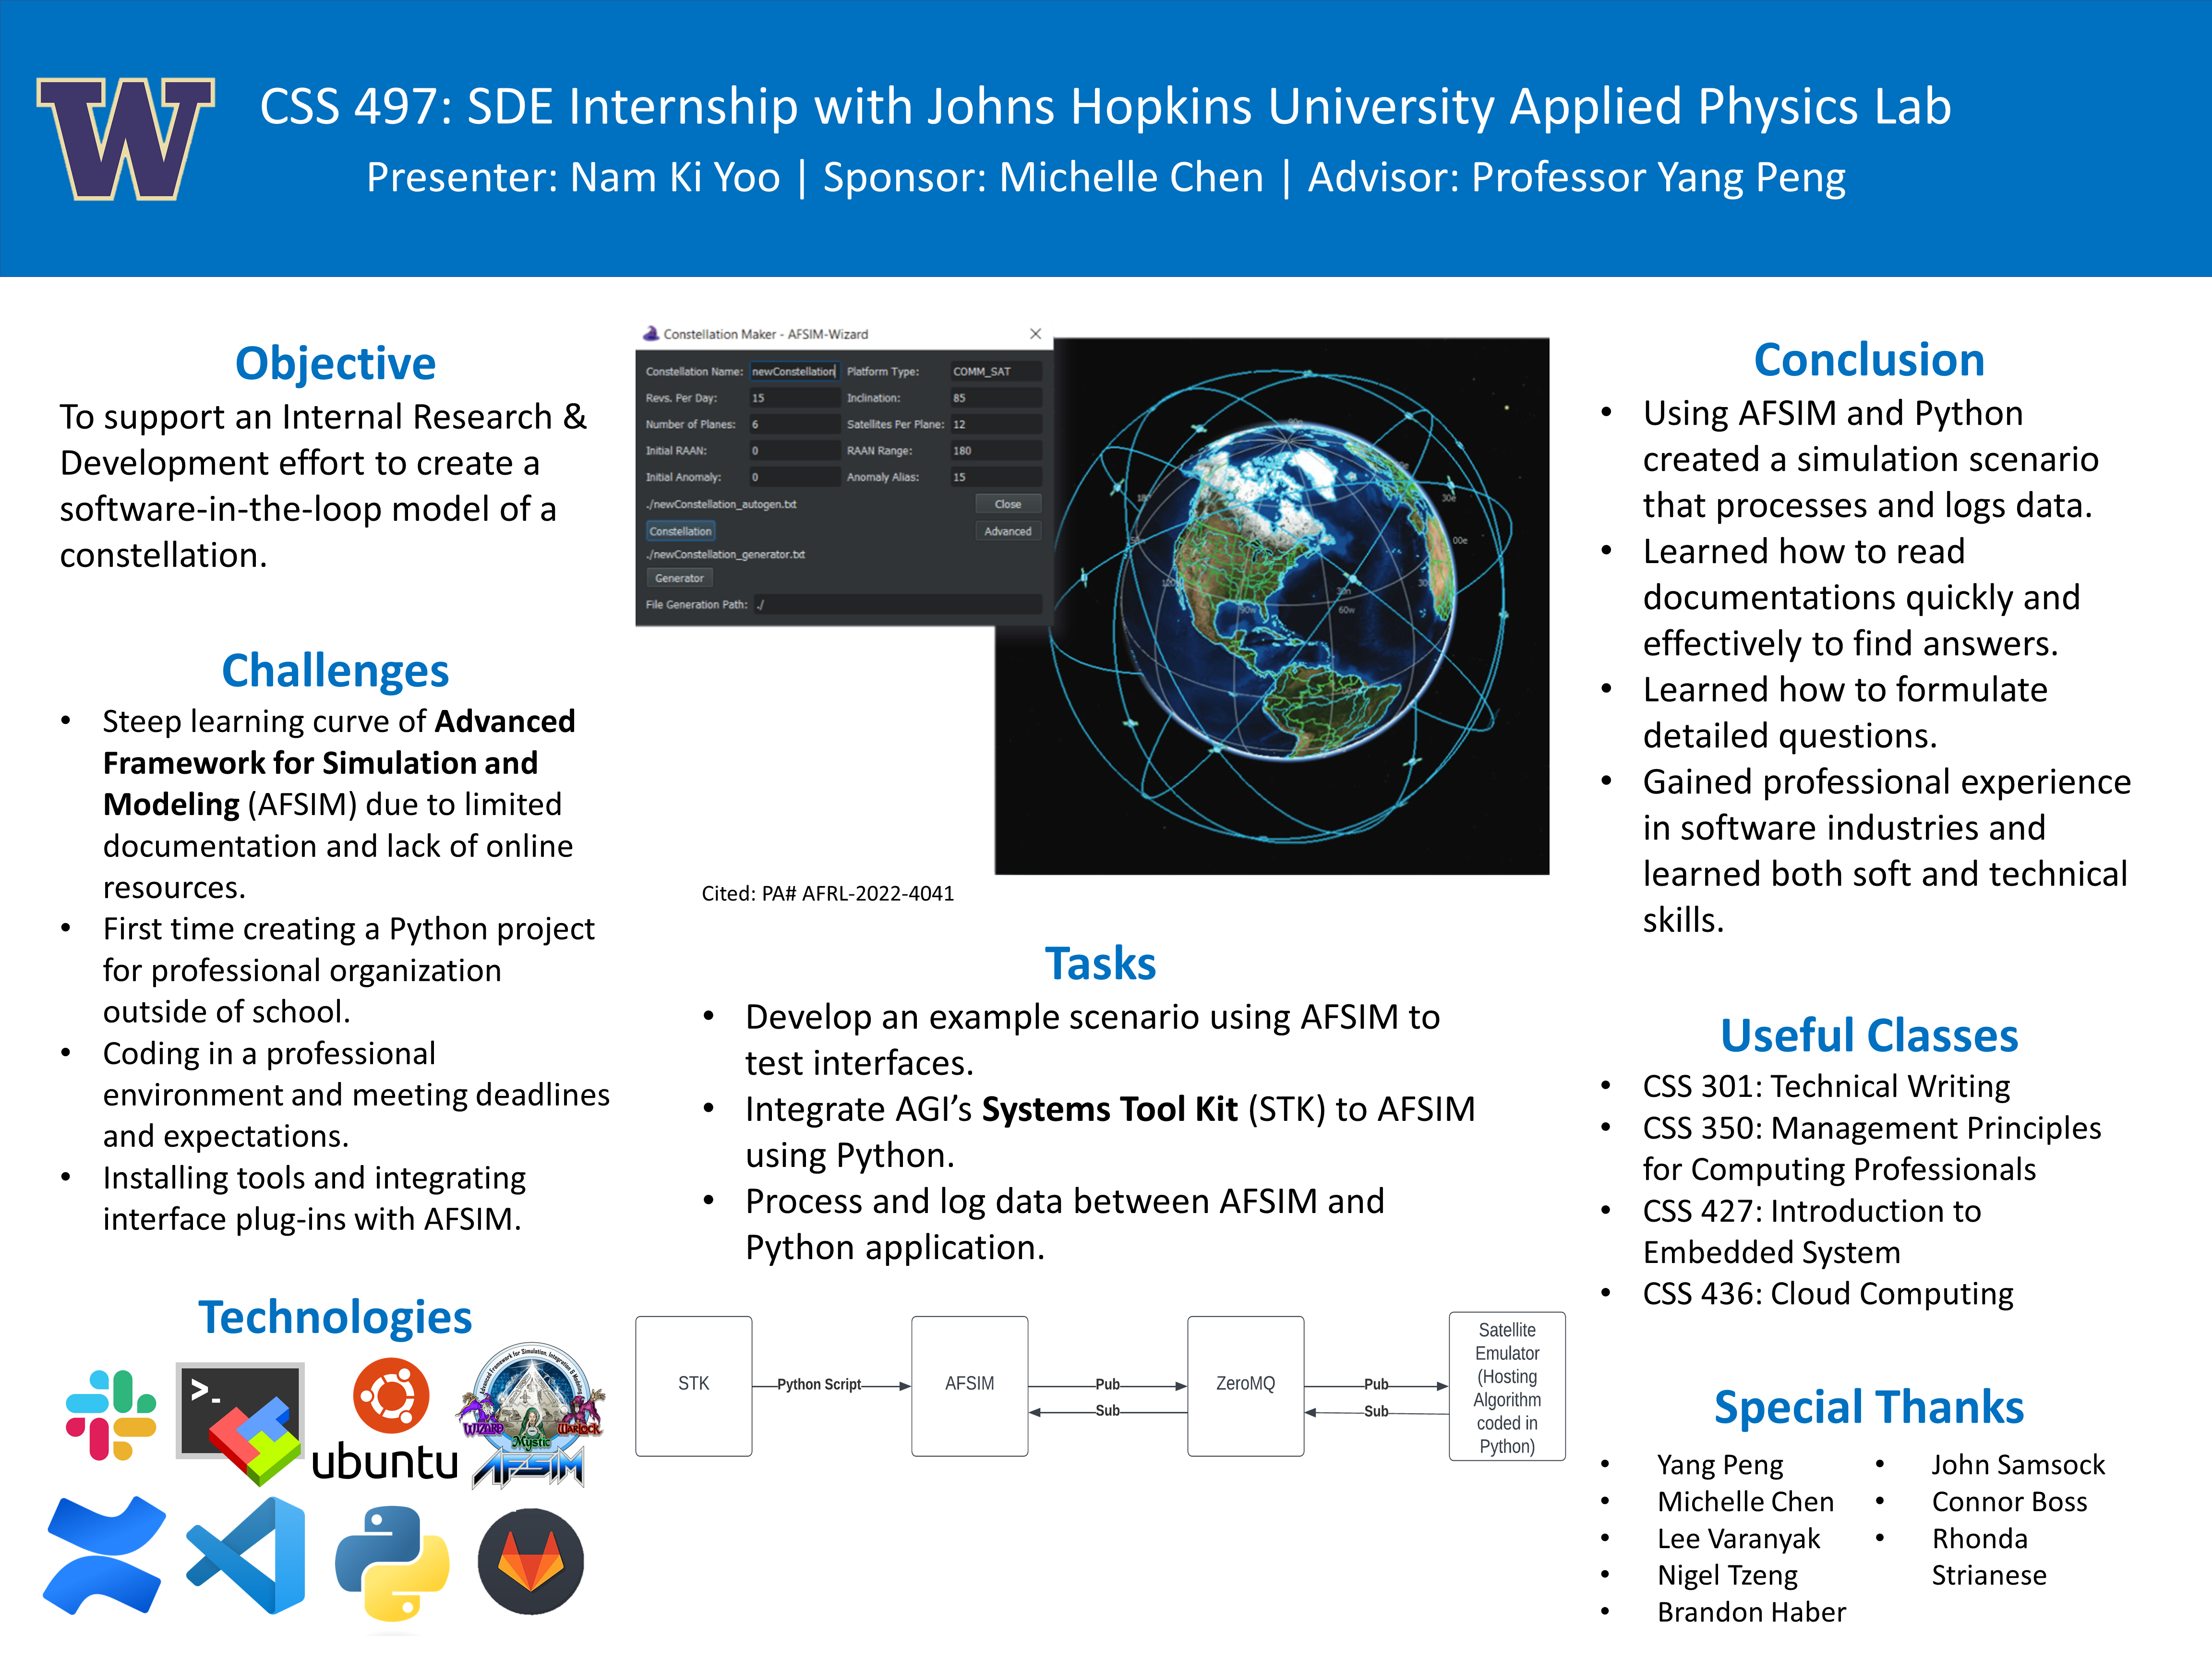 W
CSS 497: SDE Internship with Johns Hopkins University Applied Physics Lab
Presenter: Nam Ki Yoo | Sponsor: Michelle Chen | Advisor: Professor Yang Peng
Objective
To support an Internal Research &
Development effort to create a
software-in-the-loop model of a
constellation.
Challenges
• Steep learning curve of Advanced
Framework for Simulation and
Modeling (AFSIM) due to limited
documentation and lack of online
resources.
• First time creating a Python project
for professional organization
outside of school.
• Coding in a professional
environment and meeting deadlines
and expectations.
• Installing tools and integrating
interface plug-ins with AFSIM.
Technologies
>_
ubuntu
Advanced Framework for Simulation, Integration & Modeling
WIZARD
Mystic
WARLOCK
AFSIM
Constellation Maker - AFSIM-Wizard
Constellation Name: newConstellation Platform Type: COMM_SAT
Revs. Per Day: 15 Inclination: 85
Number of Planes: 6 Satellites Per Plane: 12
Initial RAAN: 0 RAAN Range: 180
Initial Anomaly: 0 Anomaly Alias: 15
./newConstellation_autogen.txt Close
Constellation Advanced
./newConstellation_generator.txt
Generator
File Generation Path: ./
30e
00e
30n
60w
90w
Cited: PA# AFRL-2022-4041
Tasks
• Develop an example scenario using AFSIM to
test interfaces.
• Integrate AGI's Systems Tool Kit (STK) to AFSIM
using Python.
• Process and log data between AFSIM and
Python application.
STK
Python Script
AFSIM
Pub
Sub
ZeroMQ
Pub
Sub
Satellite
Emulator
(Hosting
Algorithm
coded in
Python)
Conclusion
• Using AFSIM and Python
created a simulation scenario
that processes and logs data.
• Learned how to read
documentations quickly and
effectively to find answers.
• Learned how to formulate
detailed questions.
• Gained professional experience
in software industries and
learned both soft and technical
skills.
Useful Classes
• CSS 301: Technical Writing
• CSS 350: Management Principles
for Computing Professionals
• CSS 427: Introduction to
Embedded System
• CSS 436: Cloud Computing
Special Thanks
• Yang Peng
• Michelle Chen
• Lee Varanyak
• Nigel Tzeng
• Brandon Haber
• John Samsock
• Connor Boss
• Rhonda
Strianese